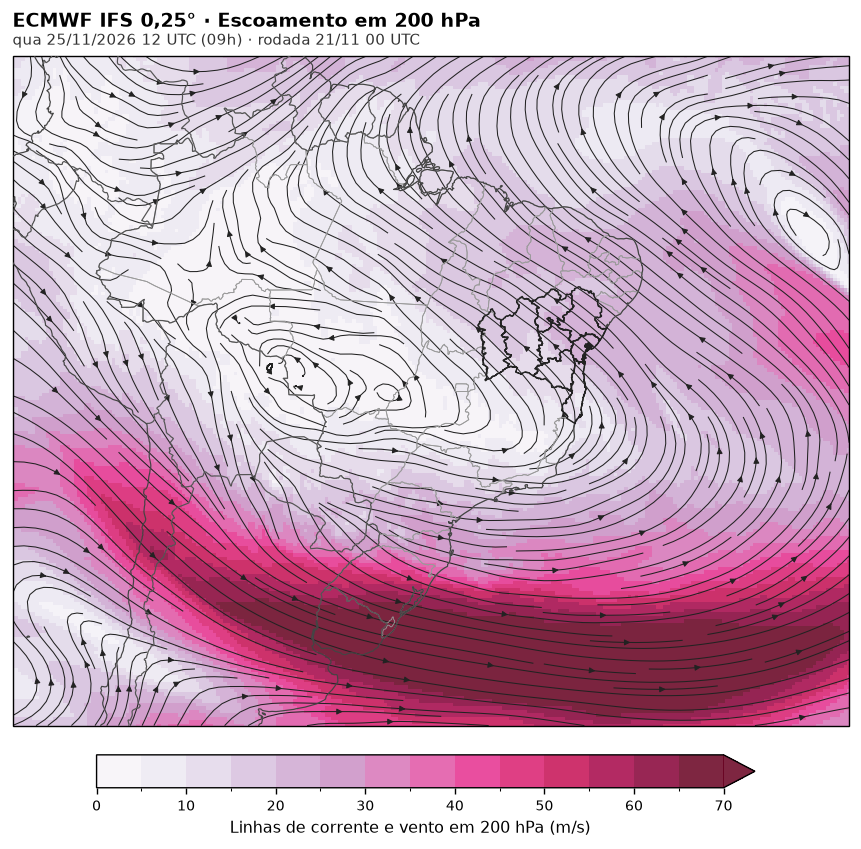 ECMWF IFS 0,25° · Escoamento em 200 hPa
qua 25/11/2026 12 UTC (09h) · rodada 21/11 00 UTC
0 10 20 30 40 50 60 70
Linhas de corrente e vento em 200 hPa (m/s)